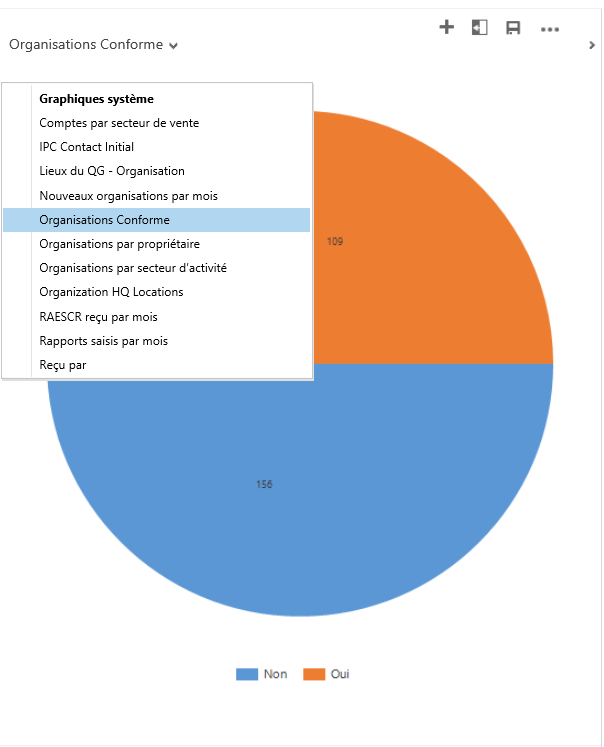 Organisations Conforme
Graphiques système
Comptes par secteur de vente
IPC Contact Initial
Lieux du QG - Organisation
Nouveaux organisations par mois
Organisations Conforme
Organisations par propriétaire
Organisations par secteur d'activité
Organization HQ Locations
RAESCR reçu par mois
Rapports saisis par mois
Reçu par
109
156
Non Oui